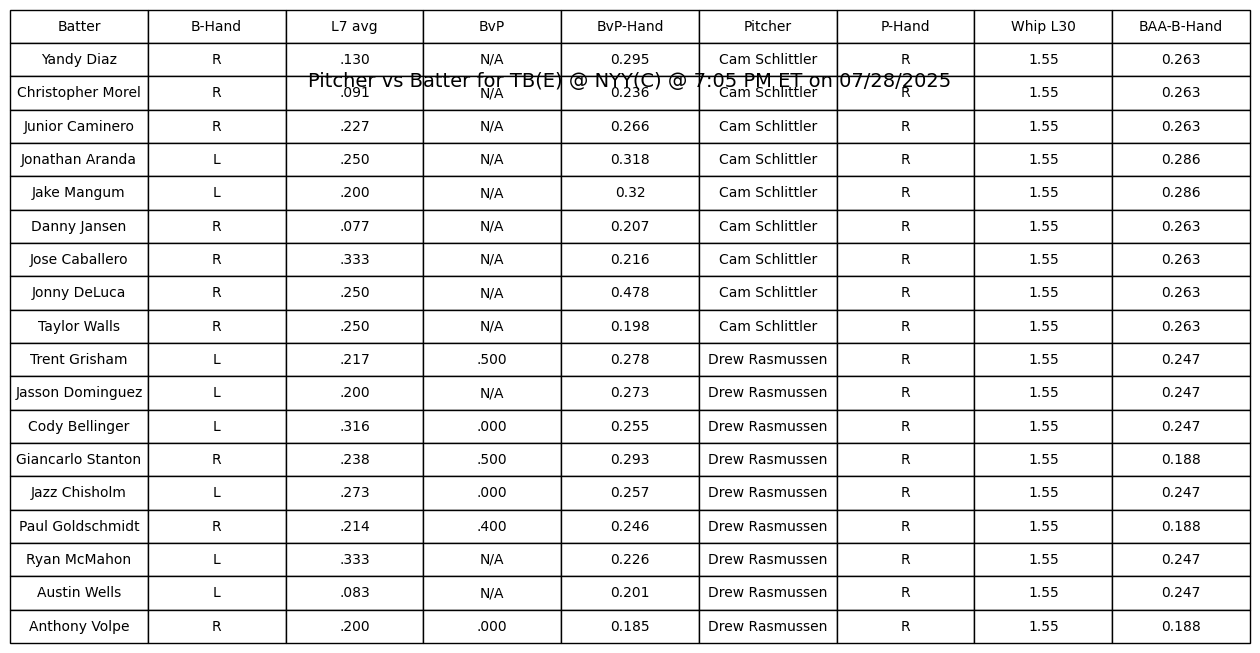 Batter B-Hand L7 avg BvP BvP-Hand Pitcher P-Hand Whip L30 BAA-B-Hand
Yandy Diaz R .130 N/A 0.295 Cam Schlittler R 1.55 0.263
Pitcher vs Batter for TB(E) @ NYY(C) @ 7:05 PM ET on 07/28/2025
Christopher Morel R .091 N/A 0.236 Cam Schlittler R 1.55 0.263
Junior Caminero R .227 N/A 0.266 Cam Schlittler R 1.55 0.263
Jonathan Aranda L .250 N/A 0.318 Cam Schlittler R 1.55 0.286
Jake Mangum L .200 N/A 0.32 Cam Schlittler R 1.55 0.286
Danny Jansen R .077 N/A 0.207 Cam Schlittler R 1.55 0.263
Jose Caballero R .333 N/A 0.216 Cam Schlittler R 1.55 0.263
Jonny DeLuca R .250 N/A 0.478 Cam Schlittler R 1.55 0.263
Taylor Walls R .250 N/A 0.198 Cam Schlittler R 1.55 0.263
Trent Grisham L .217 .500 0.278 Drew Rasmussen R 1.55 0.247
Jasson Dominguez L .200 N/A 0.273 Drew Rasmussen R 1.55 0.247
Cody Bellinger L .316 .000 0.255 Drew Rasmussen R 1.55 0.247
Giancarlo Stanton R .238 .500 0.293 Drew Rasmussen R 1.55 0.188
Jazz Chisholm L .273 .000 0.257 Drew Rasmussen R 1.55 0.247
Paul Goldschmidt R .214 .400 0.246 Drew Rasmussen R 1.55 0.188
Ryan McMahon L .333 N/A 0.226 Drew Rasmussen R 1.55 0.247
Austin Wells L .083 N/A 0.201 Drew Rasmussen R 1.55 0.247
Anthony Volpe R .200 .000 0.185 Drew Rasmussen R 1.55 0.188